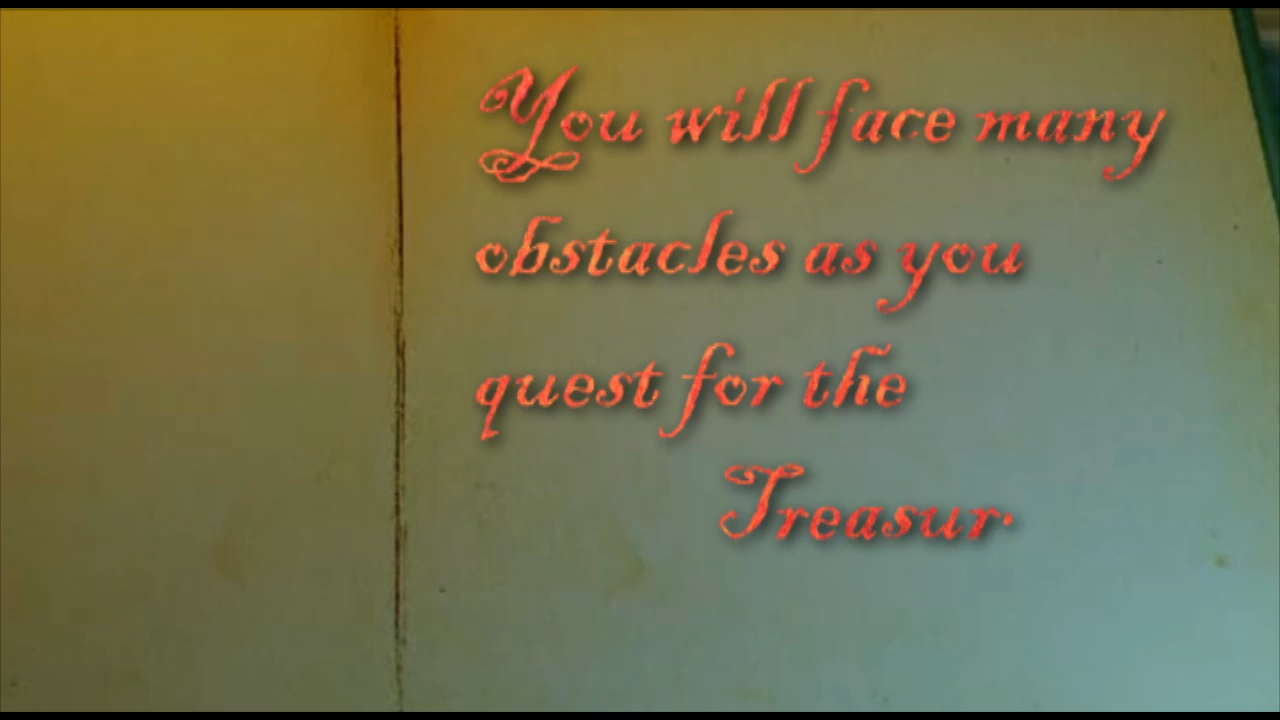 You will face many
obstacles as you
quest for the
Treasur